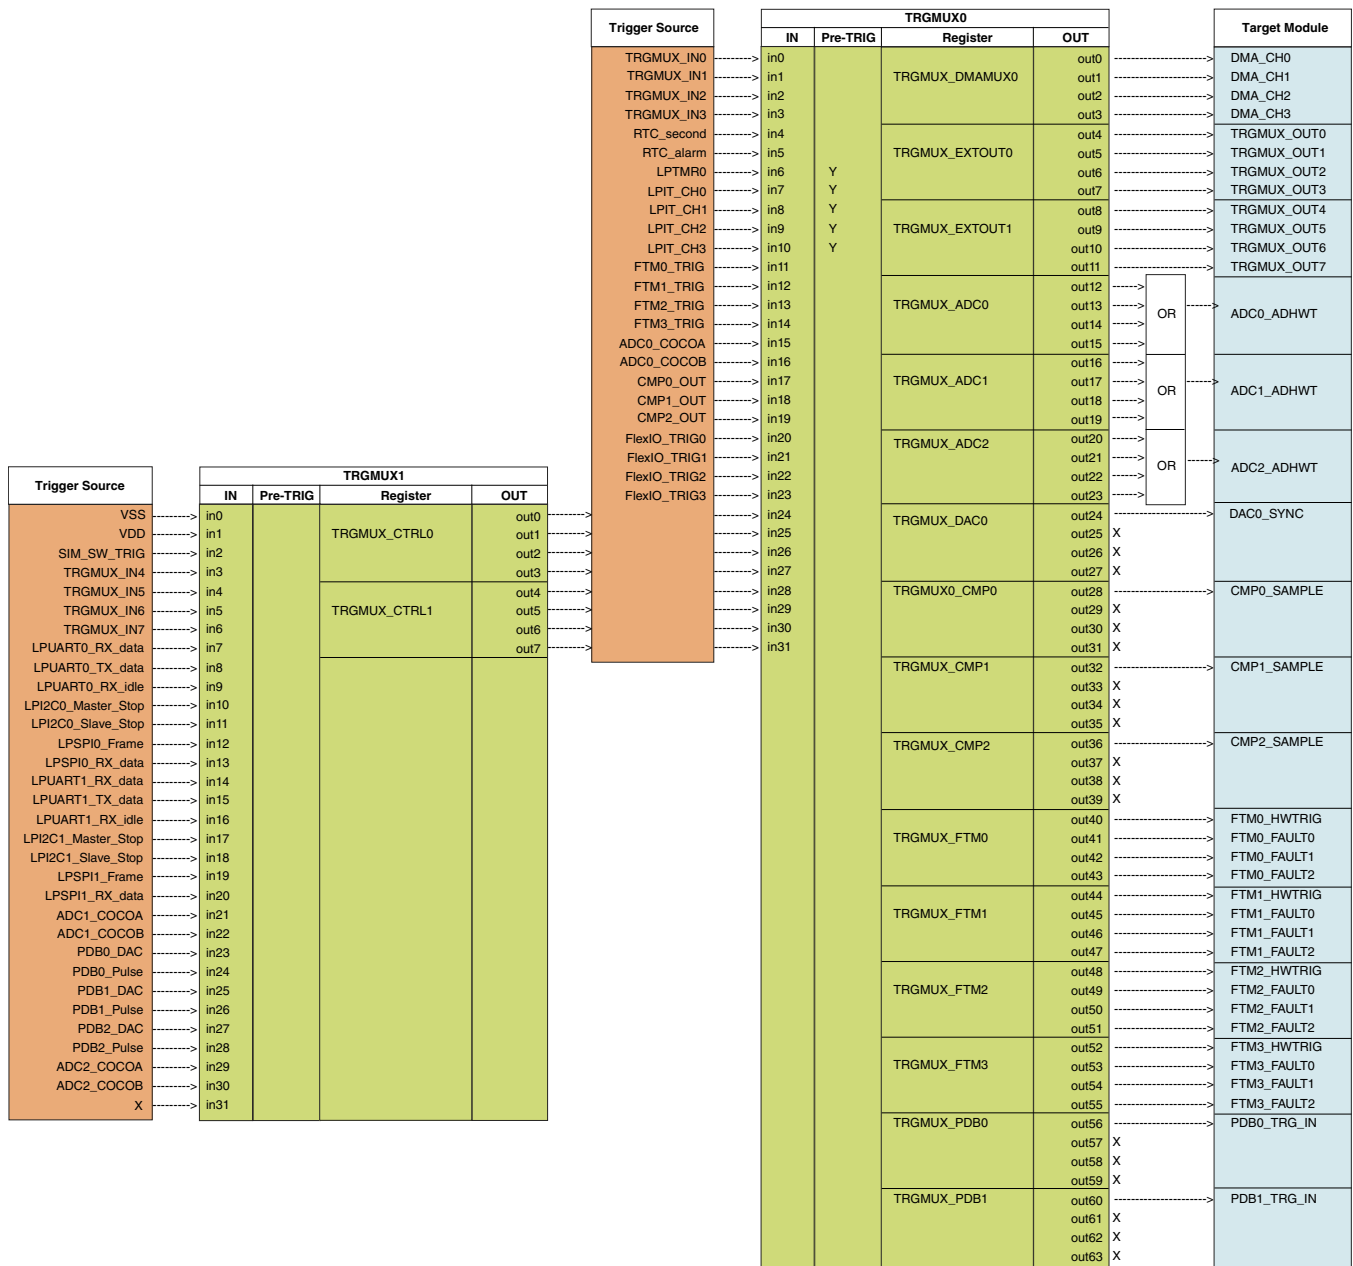 Trigger Source
TRGMUX0
Target Module
IN Pre-TRIG Register OUT
TRGMUX_IN0 in0 out0 DMA_CH0
TRGMUX_IN1 in1 TRGMUX_DMAMUX0 out1 DMA_CH1
TRGMUX_IN2 in2 out2 DMA_CH2
TRGMUX_IN3 in3 out3 DMA_CH3
RTC_second in4 out4 TRGMUX_OUT0
RTC_alarm in5 TRGMUX_EXTOUT0 out5 TRGMUX_OUT1
LPTMR0 in6 Y out6 TRGMUX_OUT2
LPIT_CH0 in7 Y out7 TRGMUX_OUT3
LPIT_CH1 in8 Y out8 TRGMUX_OUT4
LPIT_CH2 in9 Y TRGMUX_EXTOUT1 out9 TRGMUX_OUT5
LPIT_CH3 in10 Y out10 TRGMUX_OUT6
FTM0_TRIG in11 out11 TRGMUX_OUT7
FTM1_TRIG in12 out12
FTM2_TRIG in13 TRGMUX_ADC0 out13 OR ADC0_ADHWT
FTM3_TRIG in14 out14
ADC0_COCOA in15 out15
ADC0_COCOB in16 out16
CMP0_OUT in17 TRGMUX_ADC1 out17 OR ADC1_ADHWT
CMP1_OUT in18 out18
CMP2_OUT in19 out19
FlexIO_TRIG0 in20 TRGMUX_ADC2 out20
FlexIO_TRIG1 in21 out21 OR ADC2_ADHWT
FlexIO_TRIG2 in22 out22
FlexIO_TRIG3 in23 out23
in24 TRGMUX_DAC0 out24 DAC0_SYNC
in25 out25 X
in26 out26 X
in27 out27 X
in28 TRGMUX0_CMP0 out28 CMP0_SAMPLE
in29 out29 X
in30 out30 X
in31 out31 X
TRGMUX_CMP1 out32 CMP1_SAMPLE
out33 X
out34 X
out35 X
TRGMUX_CMP2 out36 CMP2_SAMPLE
out37 X
out38 X
out39 X
out40 FTM0_HWTRIG
TRGMUX_FTM0 out41 FTM0_FAULT0
out42 FTM0_FAULT1
out43 FTM0_FAULT2
out44 FTM1_HWTRIG
TRGMUX_FTM1 out45 FTM1_FAULT0
out46 FTM1_FAULT1
out47 FTM1_FAULT2
out48 FTM2_HWTRIG
TRGMUX_FTM2 out49 FTM2_FAULT0
out50 FTM2_FAULT1
out51 FTM2_FAULT2
out52 FTM3_HWTRIG
TRGMUX_FTM3 out53 FTM3_FAULT0
out54 FTM3_FAULT1
out55 FTM3_FAULT2
TRGMUX_PDB0 out56 PDB0_TRG_IN
out57 X
out58 X
out59 X
TRGMUX_PDB1 out60 PDB1_TRG_IN
out61 X
out62 X
out63 X
Trigger Source
TRGMUX1
IN Pre-TRIG Register OUT
VSS in0 out0
VDD in1 TRGMUX_CTRL0 out1
SIM_SW_TRIG in2 out2
TRGMUX_IN4 in3 out3
TRGMUX_IN5 in4 out4
TRGMUX_IN6 in5 TRGMUX_CTRL1 out5
TRGMUX_IN7 in6 out6
LPUART0_RX_data in7 out7
LPUART0_TX_data in8
LPUART0_RX_idle in9
LPI2C0_Master_Stop in10
LPI2C0_Slave_Stop in11
LPSPI0_Frame in12
LPSPI0_RX_data in13
LPUART1_RX_data in14
LPUART1_TX_data in15
LPUART1_RX_idle in16
LPI2C1_Master_Stop in17
LPI2C1_Slave_Stop in18
LPSPI1_Frame in19
LPSPI1_RX_data in20
ADC1_COCOA in21
ADC1_COCOB in22
PDB0_DAC in23
PDB0_Pulse in24
PDB1_DAC in25
PDB1_Pulse in26
PDB2_DAC in27
PDB2_Pulse in28
ADC2_COCOA in29
ADC2_COCOB in30
X in31